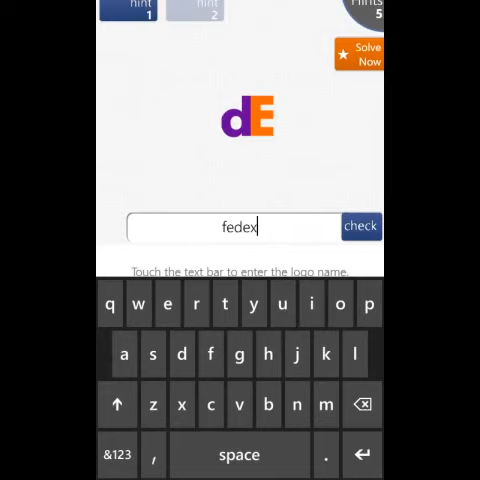 hint
1
hint
2
Hints
5
Solve
Now
dE
fedex
check
Touch the text bar to enter the logo name.
q w e r t y u i o p
a s d f g h j k l
z x c v b n m
&123 , space .